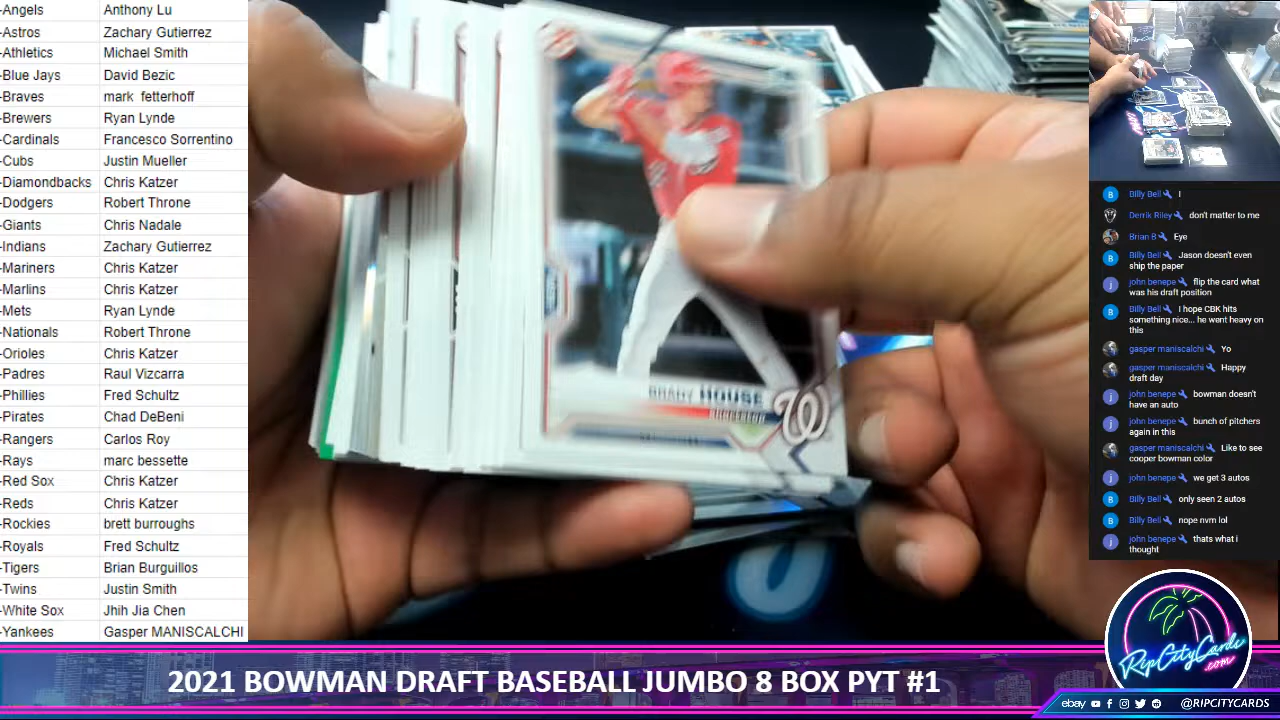 -Angels Anthony Lu
-Astros Zachary Gutierrez
-Athletics Michael Smith
-Blue Jays David Bezic
-Braves mark fetterhoff
-Brewers Ryan Lynde
-Cardinals Francesco Sorrentino
-Cubs Justin Mueller
-Diamondbacks Chris Katzer
-Dodgers Robert Throne
-Giants Chris Nadale
-Indians Zachary Gutierrez
-Mariners Chris Katzer
-Marlins Chris Katzer
-Mets Ryan Lynde
-Nationals Robert Throne
-Orioles Chris Katzer
-Padres Raul Vizcarra
-Phillies Fred Schultz
-Pirates Chad DeBeni
-Rangers Carlos Roy
-Rays marc bessette
-Red Sox Chris Katzer
-Reds Chris Katzer
-Rockies brett burroughs
-Royals Fred Schultz
-Tigers Brian Burguillos
-Twins Justin Smith
-White Sox Jhih Jia Chen
-Yankees Gasper MANISCALCHI
BRADY HOUSE
W
B Billy Bell I
Derrik Riley don't matter to me
Brian B Eye
B Billy Bell Jason doesn't even
ship the paper
j john benepe flip the card what
was his draft position
B Billy Bell I hope CBK hits
something nice... he went heavy on
this
gasper maniscalchi Yo
gasper maniscalchi Happy
draft day
j john benepe bowman doesn't
have an auto
j john benepe bunch of pitchers
again in this
gasper maniscalchi Like to see
cooper bowman color
j john benepe we get 3 autos
B Billy Bell only seen 2 autos
B Billy Bell nope nvm lol
j john benepe thats what i
thought
RipCityCards
.com
2021 BOWMAN DRAFT BASEBALL JUMBO 8 BOX PYT #1
ebay @RIPCITYCARDS